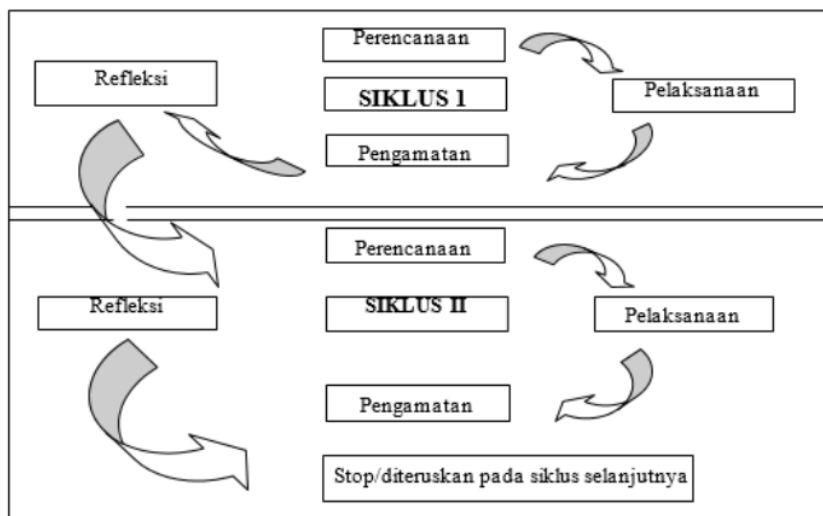 Perencanaan
Refleksi
SIKLUS 1
Pelaksanaan
Pengamatan
Perencanaan
Refleksi
SIKLUS II
Pelaksanaan
Pengamatan
Stop/diteruskan pada siklus selanjutnya